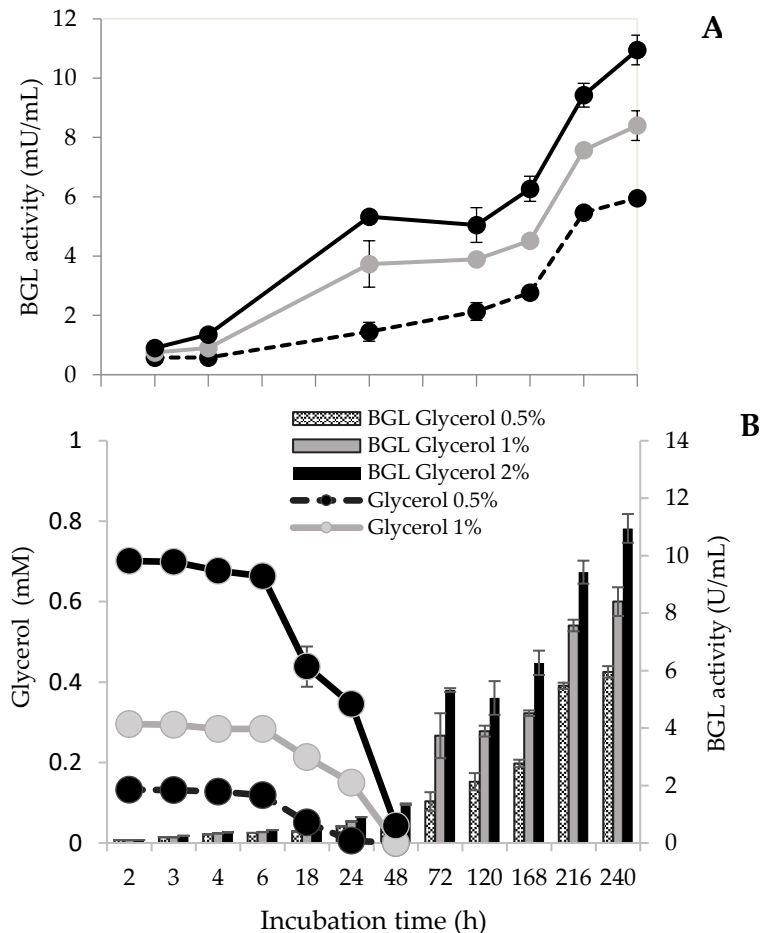 A
12
10
8
6
4
2
0
BGL activity (mU/mL)
B
BGL Glycerol 0.5%
BGL Glycerol 1%
BGL Glycerol 2%
Glycerol 0.5%
Glycerol 1%
1
0.8
0.6
0.4
0.2
0
Glycerol (mM)
14
12
10
8
6
4
2
0
BGL activity (U/mL)
2 3 4 6 18 24 48 72 120 168 216 240
Incubation time (h)